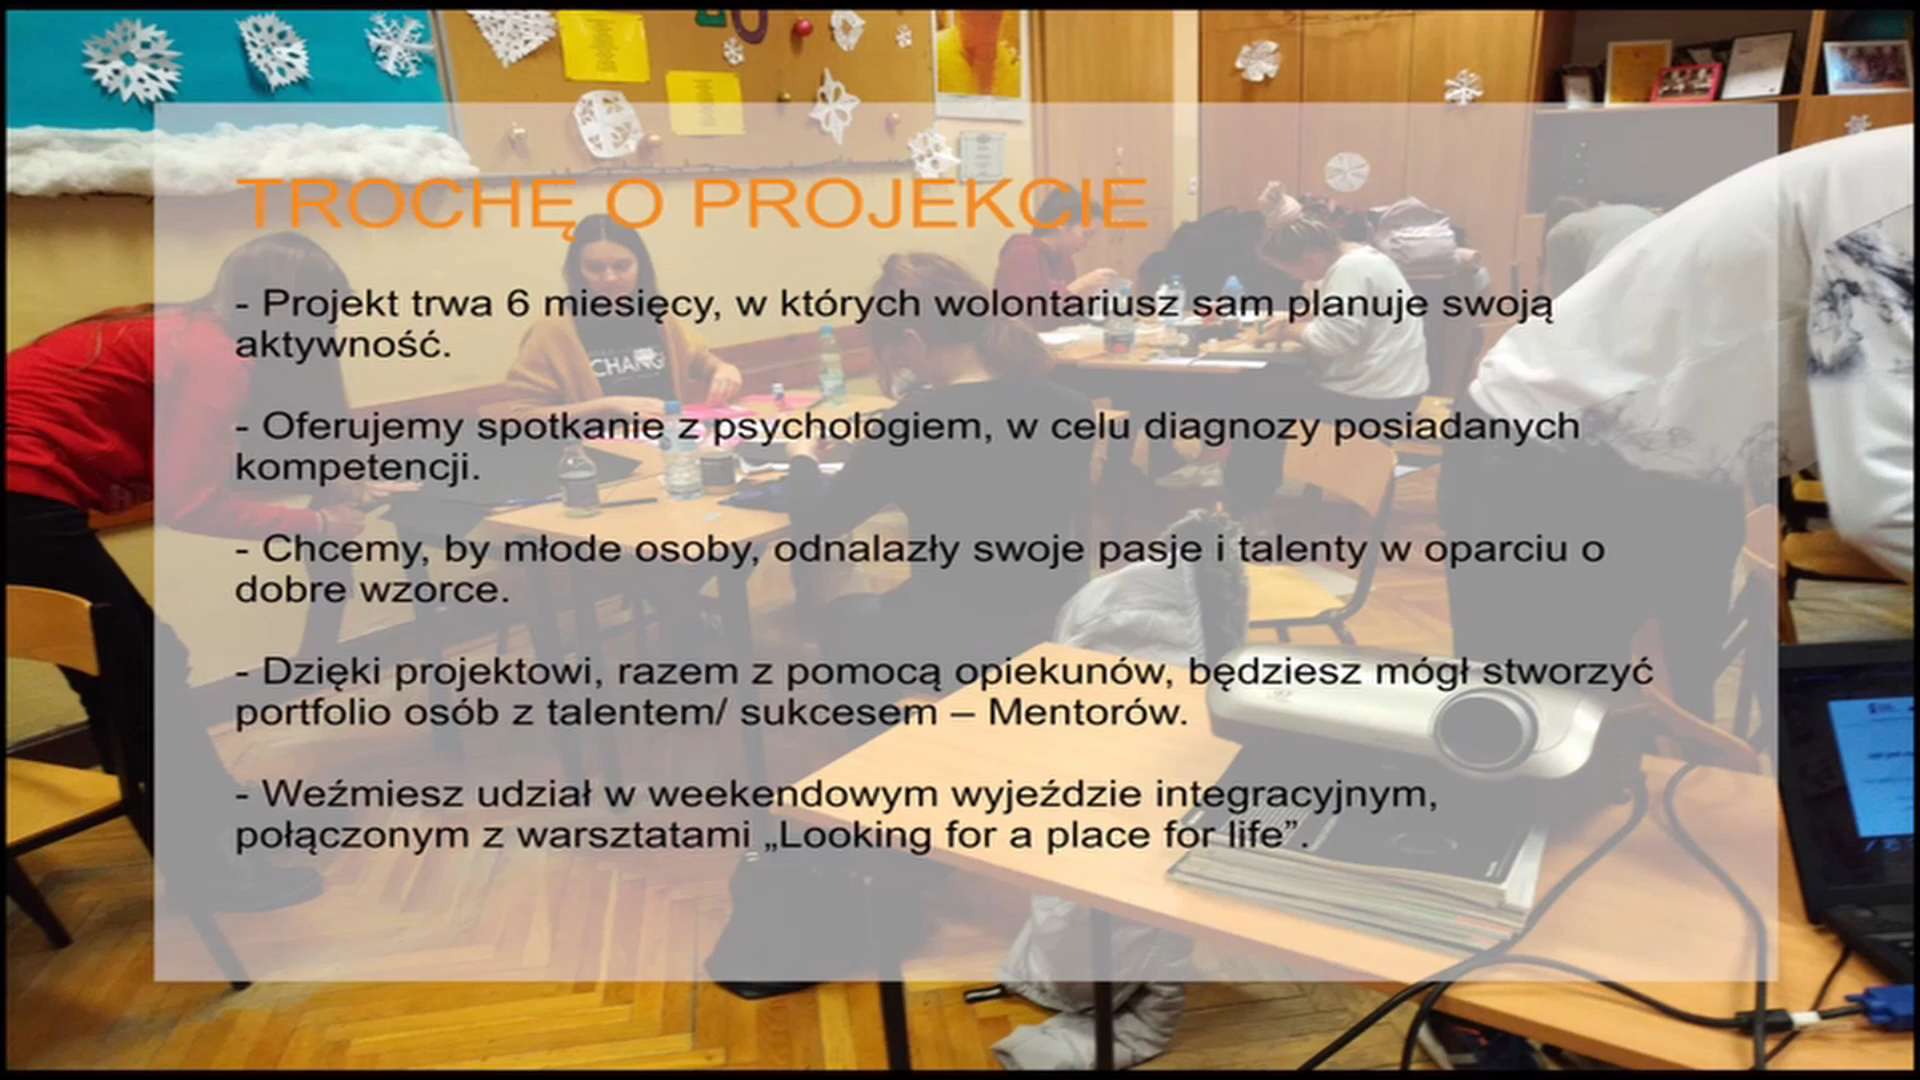 TROCHĘ O PROJEKCIE
- Projekt trwa 6 miesięcy, w których wolontariusz sam planuje swoją
aktywność.
- Oferujemy spotkanie z psychologiem, w celu diagnozy posiadanych
kompetencji.
- Chcemy, by młode osoby, odnalazły swoje pasje i talenty w oparciu o
dobre wzorce.
- Dzięki projektowi, razem z pomocą opiekunów, będziesz mógł stworzyć
portfolio osób z talentem/ sukcesem – Mentorów.
- Weźmiesz udział w weekendowym wyjeździe integracyjnym,
połączonym z warsztatami „Looking for a place for life”.